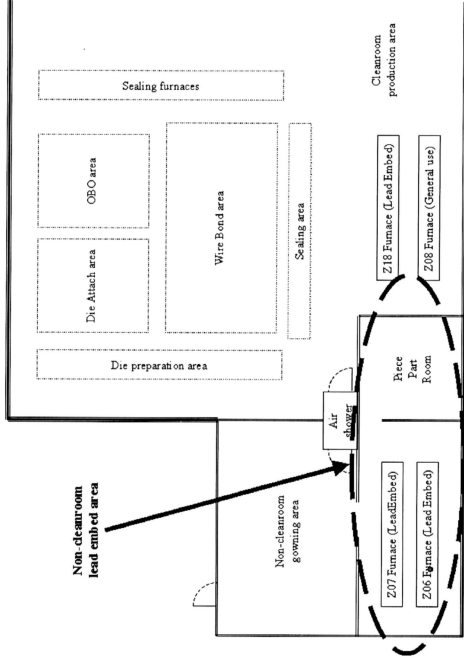 Sealing furnaces
OBO area
Die Attach area
Wire Bond area
Sealing area
Die preparation area
Cleanroom
production area
Z18 Furnace (Lead Embed)
Z08 Furnace (General use)
Piece
Part
Room
Air
shower
Non-cleanroom
lead embed area
Non-cleanroom
gowning area
Z07 Furnace (LeadEmbed)
Z06 Furnace (Lead Embed)